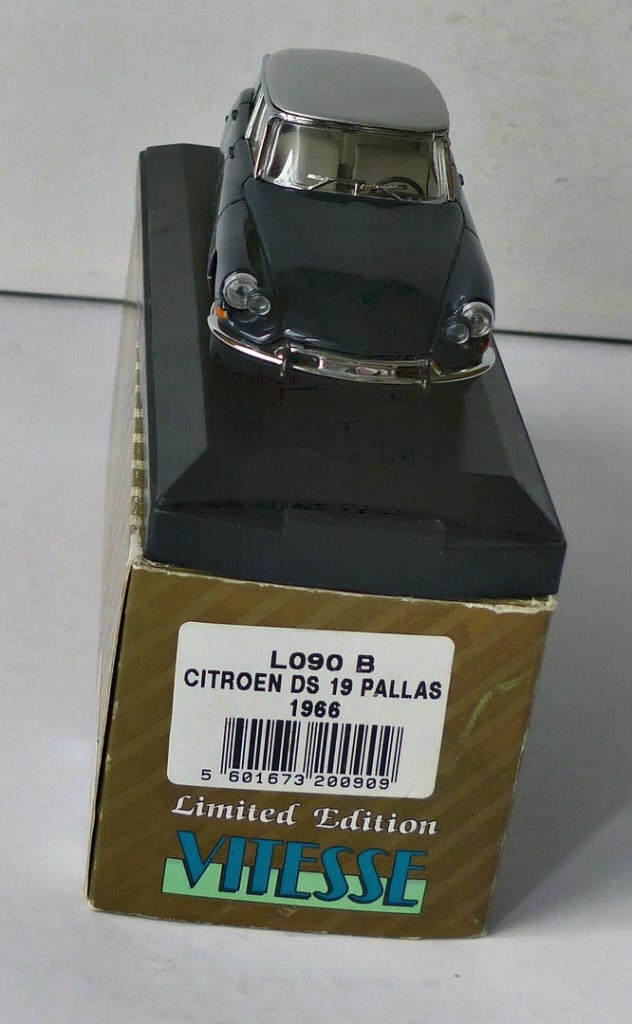 L090 B
CITROEN DS 19 PALLAS
1966
5 601673 200909
Limited Edition
VITESSE